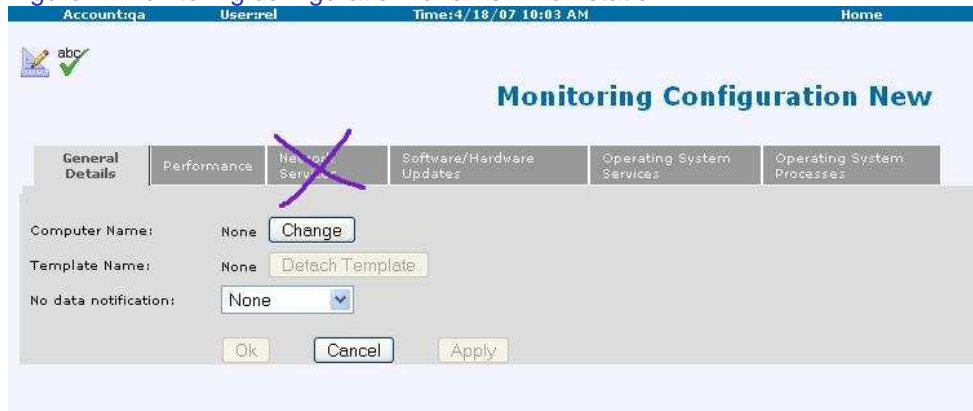 Account:qa User:rel Time:4/18/07 10:03 AM Home
abc
Monitoring Configuration New
General Details Performance Network Services Software/Hardware Updates Operating System Services Operating System Processes
Computer Name: None Change
Template Name: None Detach Template
No data notification: None
Ok Cancel Apply